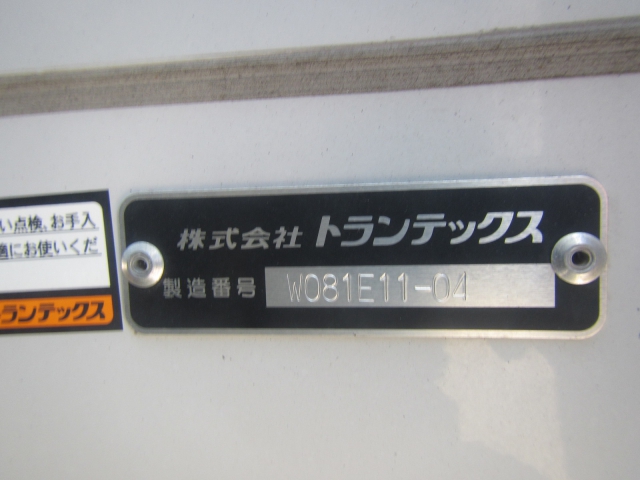 い点検、お手入
適にお使いくだ
ランテックス
株式会社 トランテックス
製造番号 W081E11-04